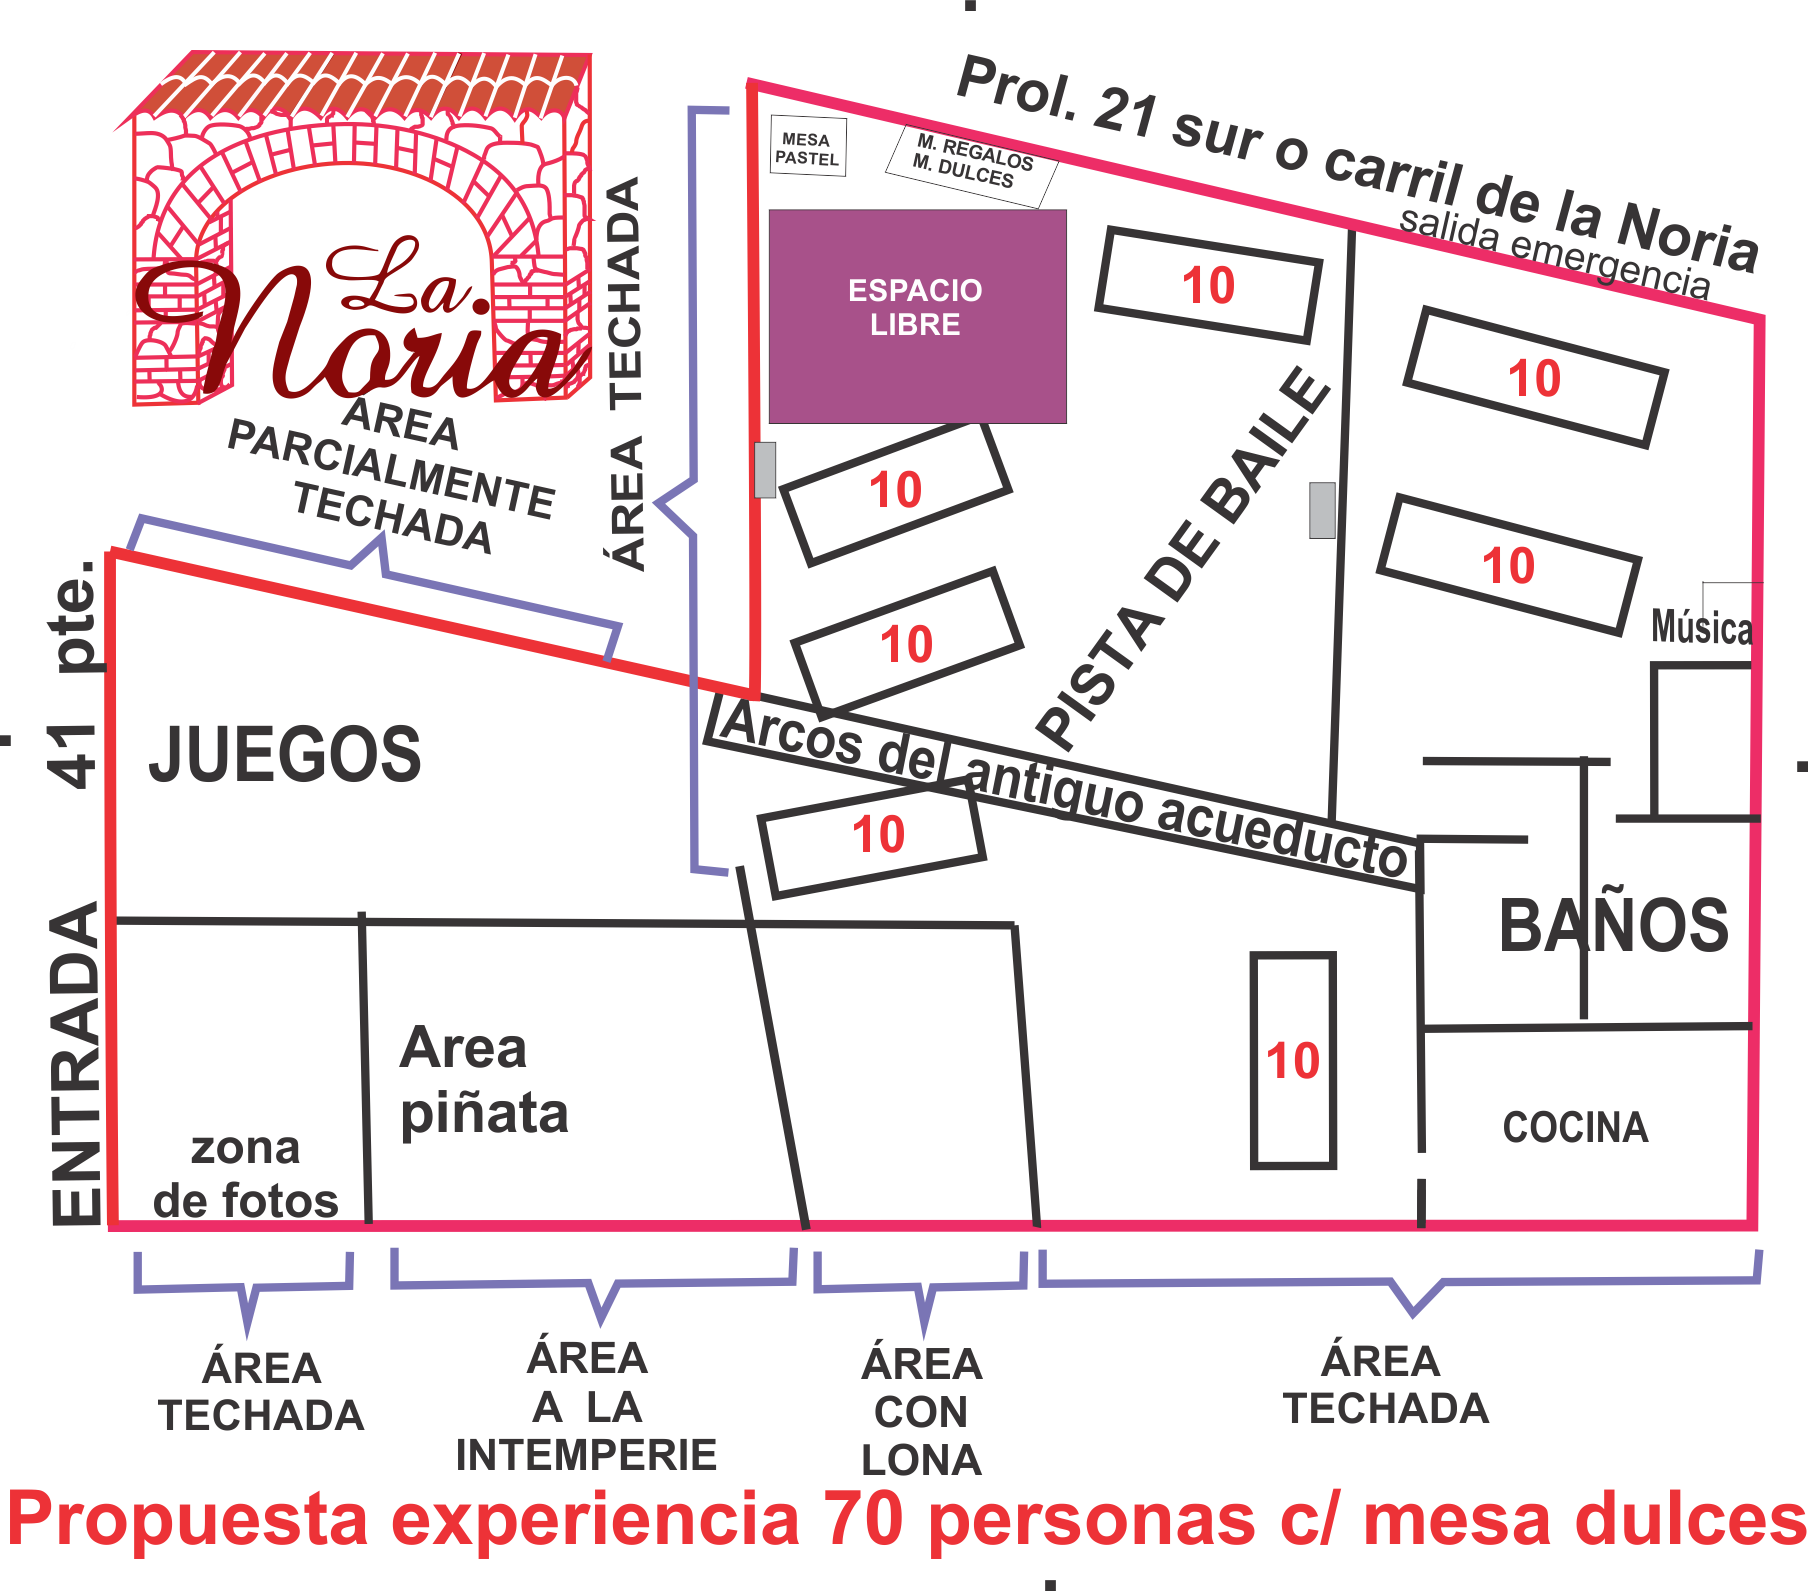 La
Noria
Prol. 21 sur o carril de la Noria
salida emergencia
MESA
PASTEL
M. REGALOS
M. DULCES
ESPACIO
LIBRE
10
10
10
10
10
10
10
ÁREA TECHADA
AREA
PARCIALMENTE
TECHADA
PISTA DE BAILE
Música
Arcos del antiquo acueducto
41 pte.
ENTRADA
JUEGOS
BAÑOS
Area
piñata
zona
de fotos
COCINA
ÁREA
TECHADA
ÁREA
A LA
INTEMPERIE
ÁREA
CON
LONA
ÁREA
TECHADA
Propuesta experiencia 70 personas c/ mesa dulces